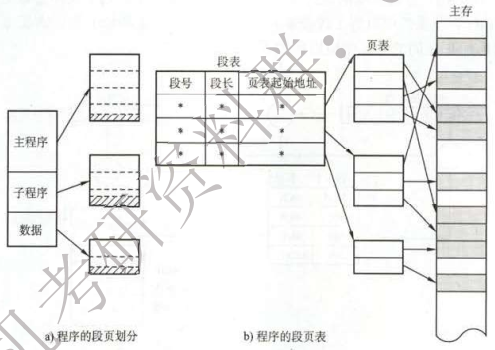 主存
段表
页表
段号 段长 页表起始地址
* * *
* * *
* * *
主程序
子程序
数据
a) 程序的段页划分
b) 程序的段页表
机考研资料群：